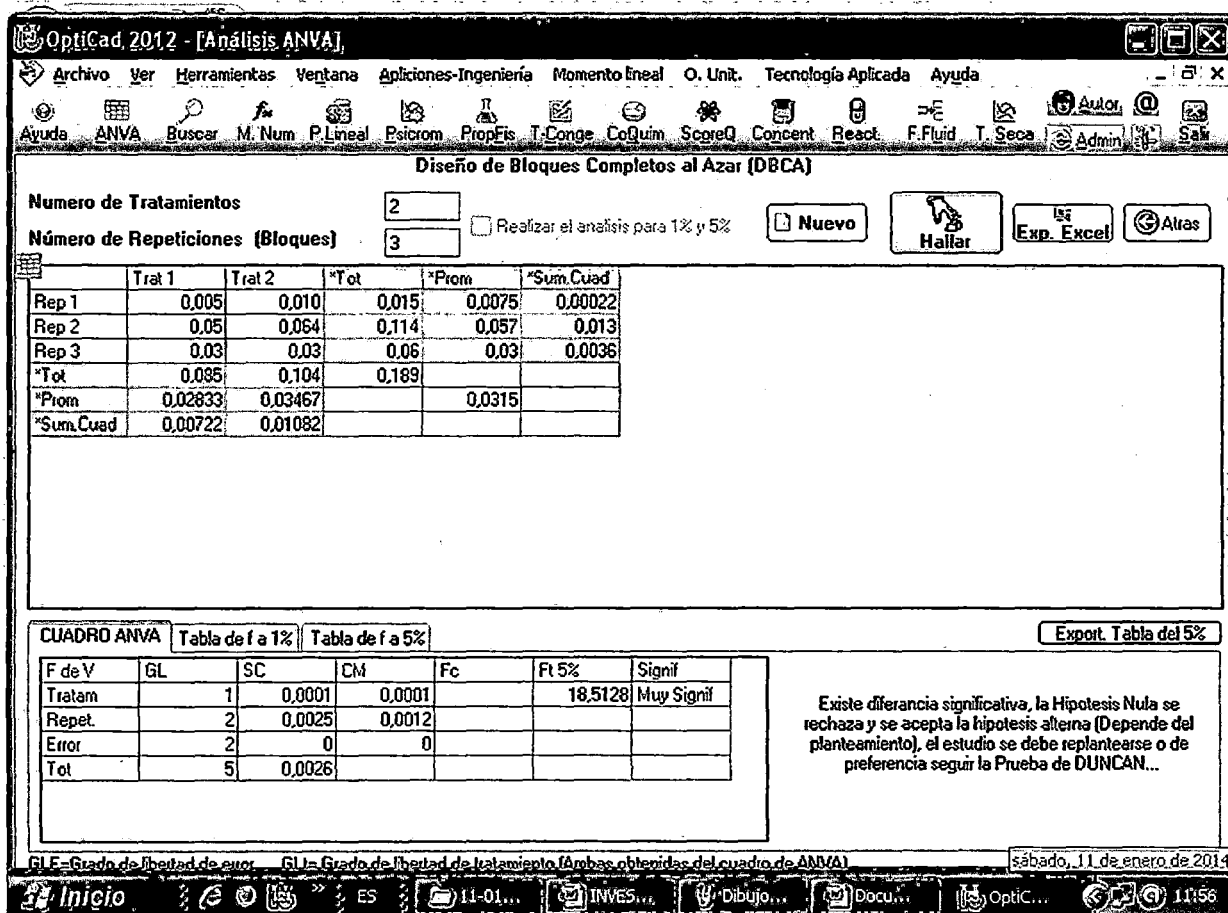 OptiCad 2012 - [Análisis ANVA]
Archivo Ver Herramientas Ventana Apliciones-Ingeniería Momento lineal O. Unit. Tecnología Aplicada Ayuda
Ayuda ANVA Buscar M. Num P.Lineal Psicrom PropFis T-Conge CoQuim ScoreQ Concent React. F.Fluid T. Seca Autor @ Admin Salir
Diseño de Bloques Completos al Azar (DBCA)
Numero de Tratamientos 2
Realizar el analisis para 1% y 5%
Número de Repeticiones (Bloques) 3
Nuevo Hallar Exp. Excel Atras
Trat 1 Trat 2 *Tot *Prom *Sum.Cuad
Rep 1 0,005 0,010 0,015 0,0075 0,00022
Rep 2 0,05 0,064 0,114 0,057 0,013
Rep 3 0,03 0,03 0,06 0,03 0,0036
*Tot 0,085 0,104 0,189
*Prom 0,02833 0,03467 0,0315
*Sum.Cuad 0,00722 0,01082
CUADRO ANVA Tabla de f a 1% Tabla de f a 5% Export. Tabla del 5%
F de V GL SC CM Fc Ft 5% Signif
Tratam 1 0,0001 0,0001 18,5128 Muy Signif
Repet. 2 0,0025 0,0012
Error 2 0 0
Tot 5 0,0026
Existe diferancia significativa, la Hipotesis Nula se
rechaza y se acepta la hipotesis alterna (Depende del
planteamiento), el estudio se debe replantearse o de
preferencia seguir la Prueba de DUNCAN...
GLE=Grado de libertad de error GLt= Grado de libertad de tratamiento (Ambas obtenidas del cuadro de ANVA)
sábado, 11 de enero de 2014
Inicio ES 11-01... INVES... Dibujo... Docu... OptiC... 11:56